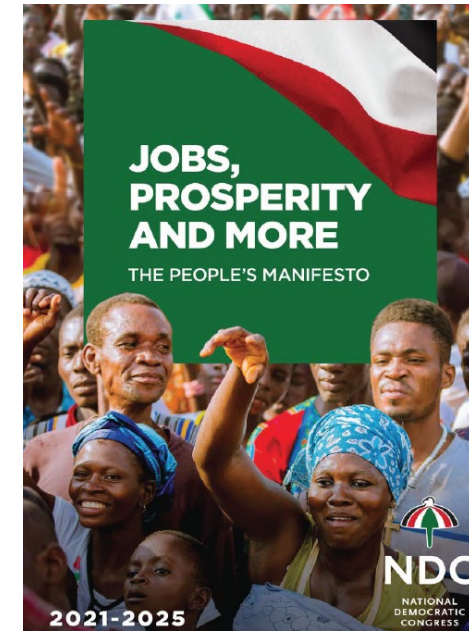 JOBS,
PROSPERITY
AND MORE
THE PEOPLE'S MANIFESTO
NDC
NATIONAL
DEMOCRATIC
CONGRESS
2021-2025